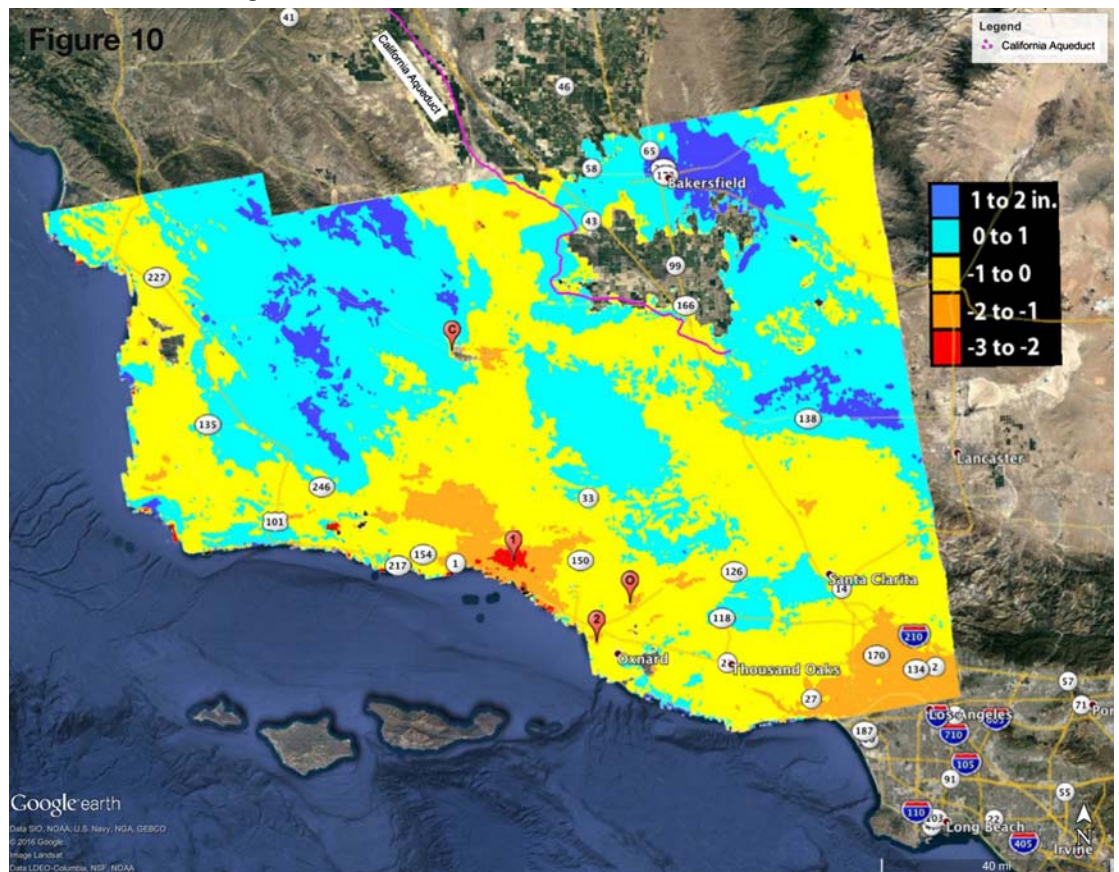 Figure 10
Legend
California Aqueduct
California Aqueduct
41
46
65
58
Bakersfield
43
99
166
227
C
135
138
Lancaster
246
33
101
1
154
217
1
150
126
Santa Clarita
14
O
118
2
Oxnard
Thousand Oaks
210
170
134
2
27
57
71
Los Angeles
187
710
105
91
55
110
22
Long Beach
405
Irvine
1 to 2 in.
0 to 1
-1 to 0
-2 to -1
-3 to -2
Google earth
Data SIO, NOAA, U.S. Navy, NGA, GEBCO
© 2016 Google
Image Landsat
Data LDEO-Columbia, NSF, NOAA
N
40 mi